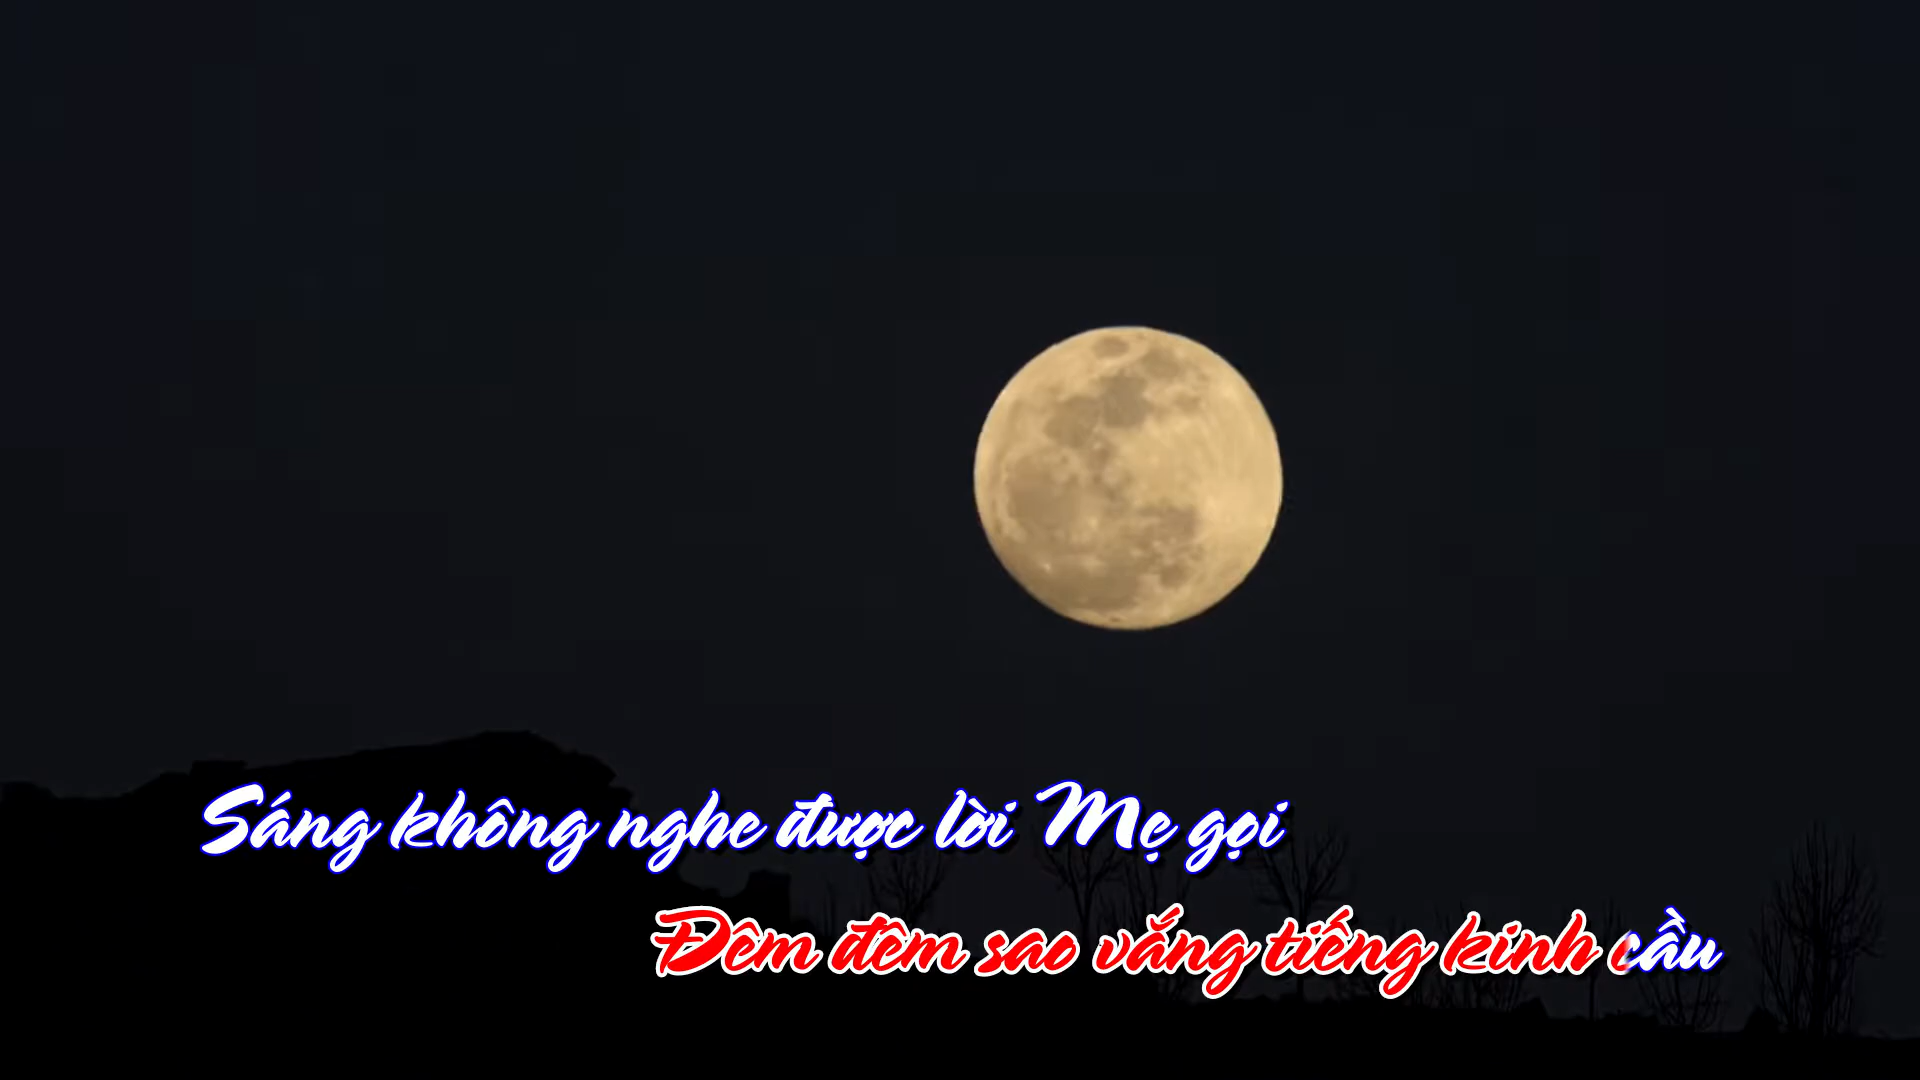 Sáng không nghe được lời Mẹ gọi
Đêm đêm sao vắng tiếng kinh cầu